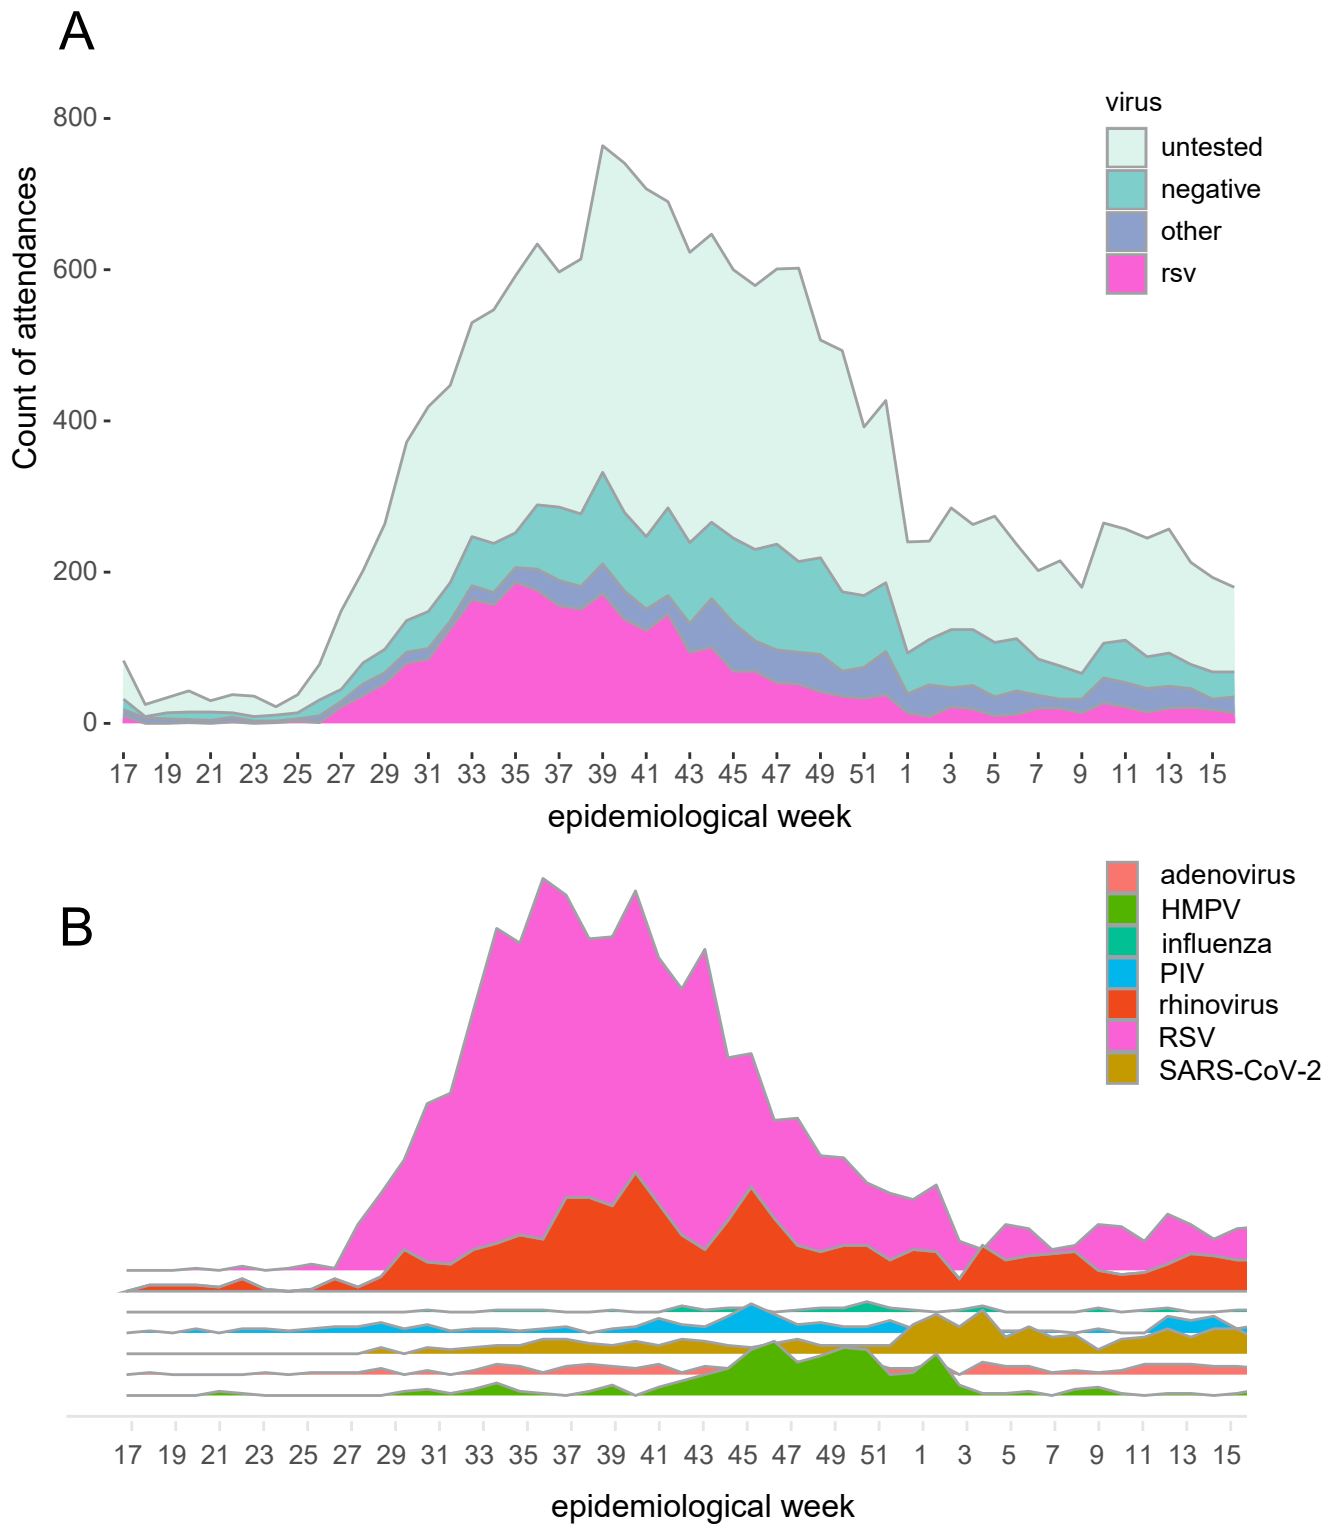 A
virus
untested
negative
other
rsv
Count of attendances
800
600
400
200
0
17 19 21 23 25 27 29 31 33 35 37 39 41 43 45 47 49 51 1 3 5 7 9 11 13 15
epidemiological week
B
adenovirus
HMPV
influenza
PIV
rhinovirus
RSV
SARS-CoV-2
17 19 21 23 25 27 29 31 33 35 37 39 41 43 45 47 49 51 1 3 5 7 9 11 13 15
epidemiological week